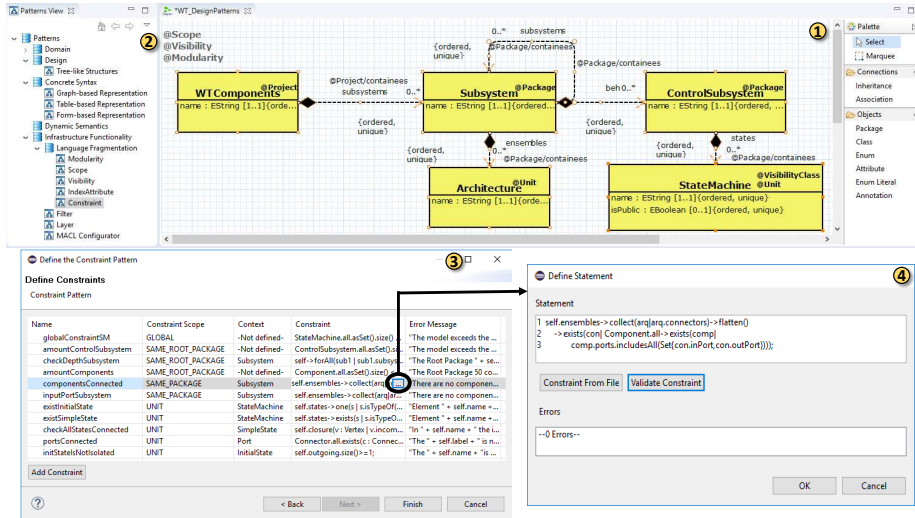 Patterns View
Patterns
Domain
Design
Tree-like Structures
Concrete Syntax
Graph-based Representation
Table-based Representation
Form-based Representation
Dynamic Semantics
Infrastructure Functionality
Language Fragmentation
Modularity
Scope
Visibility
IndexAttribute
Constraint
Filter
Layer
MACL Configurator
2
*WT_DesignPatterns
1
@Scope
@Visibility
@Modularity
0..* subsystems
{ordered,
unique}
@Package/containees
@Package/containees
@Project
WTComponents
name : EString [1..1]{orde...
@Project/containees
subsystems 0..*
{ordered,
unique}
@Package
Subsystem
name : EString [1..1]{ordered,
beh 0..*
{ordered,
unique}
@Package
ControlSubsystem
name : EString [1..1]{ordered, ...
{ordered,
unique}
ensembles
0..*
@Package/containees
@Unit
Architecture
name : EString [1..1]{orde...
{ordered,
unique}
states
0..*
@Package/containees
@VisibilityClass
StateMachine @Unit
name : EString [1..1]{ordered, unique}
isPublic : EBoolean [0..1]{ordered, unique}
Palette
Select
Marquee
Connections
Inheritance
Association
Objects
Package
Class
Enum
Attribute
Enum Literal
Annotation
Define the Constraint Pattern
3
Define Constraints
Constraint Pattern
Name Constraint Scope Context Constraint Error Message
globalConstraintSM GLOBAL -Not defined- StateMachine.all.asSet().size() ... "The model exceeds the ...
amountControlSubsystem SAME_ROOT_PACKAGE -Not defined- ControlSubsystem.all.asSet().si... "The model exceeds the ...
checkDepthSubsystem SAME_ROOT_PACKAGE Subsystem self->forAll(sub1 | sub1.subsys... "The Root Package " + se...
amountComponents SAME_ROOT_PACKAGE -Not defined- Component.all.asSet().size() < "The Root Package 50 co...
componentsConnected SAME_PACKAGE Subsystem self.ensembles->collect(arq|... "There are no componen...
inputPortSubsystem SAME_PACKAGE Subsystem self.ensembles->collect(arq|ar... "There are no componen...
existInitialState UNIT StateMachine self.states->one(s | s.isTypeOf(... "Element " + self.name +...
existSimpleState UNIT StateMachine self.states->exists(s | s.isTypeO... "Element " + self.name +...
checkAllStatesConnected UNIT SimpleState self.closure(v : Vertex | v.incom... "In " + self.name + " the i...
portsConnected UNIT Port Connector.all.exists(c : Connec... "The " + self.label + " is n...
initStateIsNotIsolated UNIT InitialState self.outgoing.size()>=1; "The " + self.name + "is ...
Add Constraint
? < Back Next > Finish Cancel
Define Statement
4
Statement
1 self.ensembles->collect(arq|arq.connectors)->flatten()
2 ->exists(con| Component.all->exists(comp|
3 comp.ports.includesAll(Set{con.inPort,con.outPort})));
Constraint From File Validate Constraint
Errors
--0 Errors--
OK Cancel